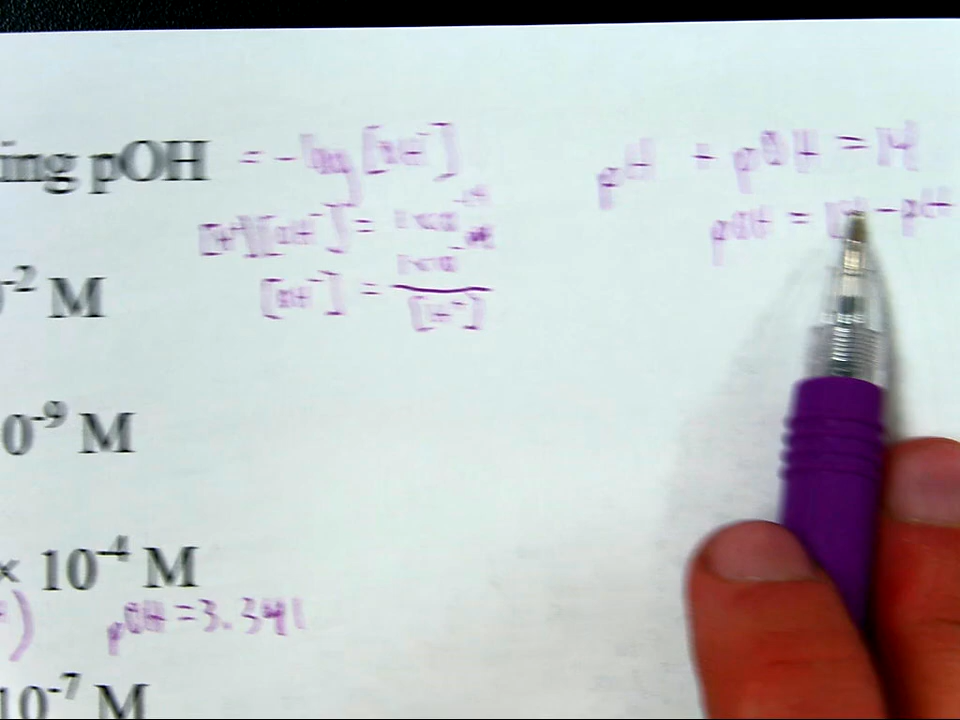 ing pOH = -log [OH⁻]
pH + pOH = 14
[H⁺][OH⁻] = 1×10⁻¹⁴
pOH = 14 - pH
[OH⁻] = 1×10⁻¹⁴ / [H⁺]
-2 M
0-9 M
× 10-4 M
) pOH = 3.341
10-7 M